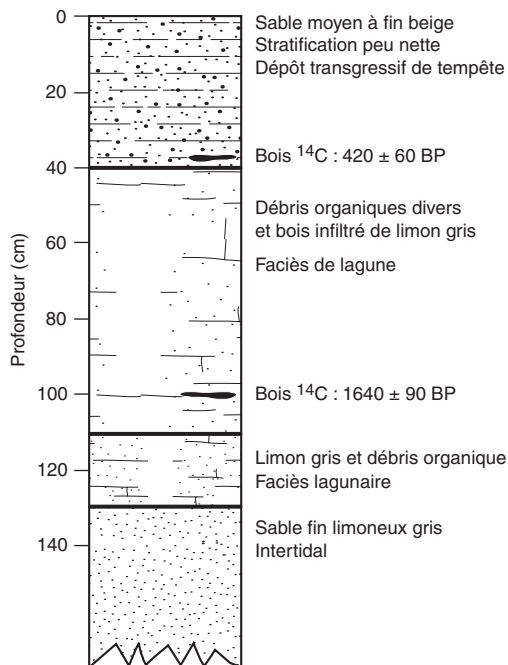 0
Sable moyen à fin beige
Stratification peu nette
Dépôt transgressif de tempête
20
Bois ¹⁴C : 420 ± 60 BP
40
Débris organiques divers
et bois infiltré de limon gris
60
Faciès de lagune
Profondeur (cm)
80
100
Bois ¹⁴C : 1640 ± 90 BP
Limon gris et débris organique
120
Faciès lagunaire
Sable fin limoneux gris
140
Intertidal